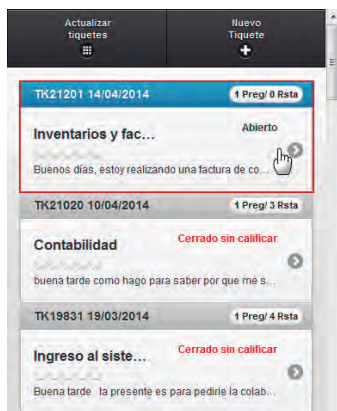 Actualizar
tiquetes
Nuevo
Tiquete
TK21201 14/04/2014 1 Preg/ 0 Rsta
Abierto
Inventarios y fac...
Buenos días, estoy realizando una factura de co...
TK21020 10/04/2014 1 Preg/ 3 Rsta
Cerrado sin calificar
Contabilidad
buena tarde como hago para saber por que me s...
TK19831 19/03/2014 1 Preg/ 4 Rsta
Cerrado sin calificar
Ingreso al siste...
Buena tarde la presente es para pedirle la colab...